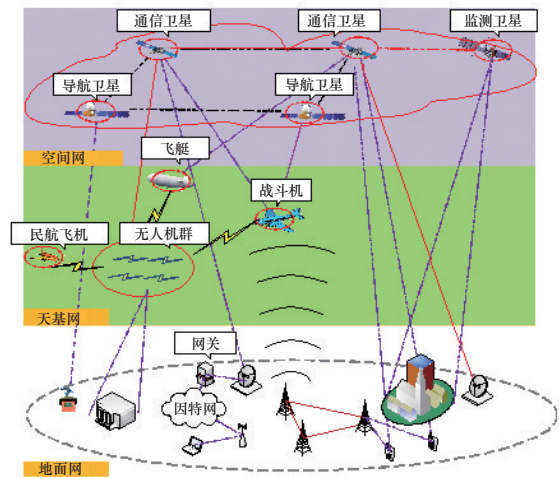 通信卫星
通信卫星
监测卫星
导航卫星
导航卫星
空间网
飞艇
战斗机
民航飞机
无人机群
天基网
网关
因特网
地面网